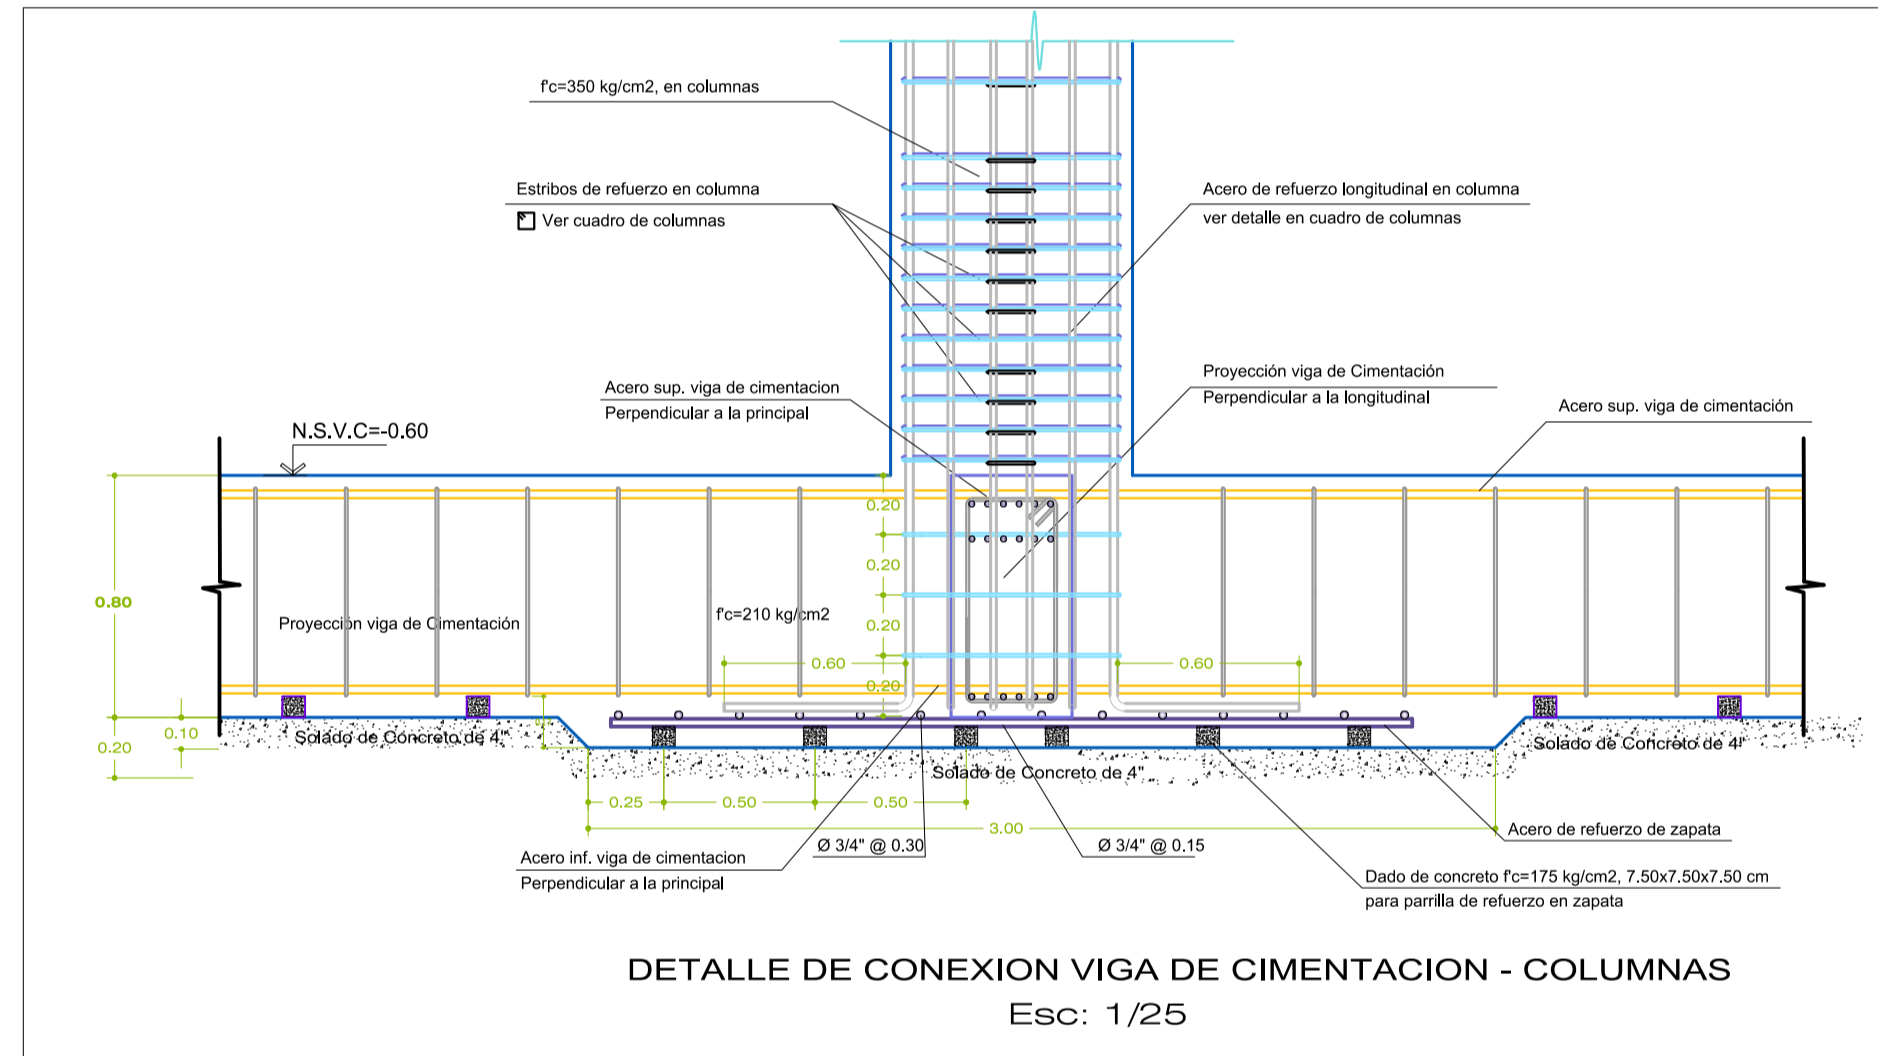 f'c=350 kg/cm2, en columnas
Estribos de refuerzo en columna
Ver cuadro de columnas
Acero de refuerzo longitudinal en columna
ver detalle en cuadro de columnas
Acero sup. viga de cimentacion
Perpendicular a la principal
Proyección viga de Cimentación
Perpendicular a la longitudinal
Acero sup. viga de cimentación
N.S.V.C=-0.60
0.20
0.20
0.80
Proyección viga de Cimentación
f'c=210 kg/cm2
0.20
0.60
0.60
0.20
0.10
0.20
Solado de Concreto de 4"
Solado de Concreto de 4"
Solado de Concreto de 4"
0.25
0.50
0.50
3.00
Ø 3/4" @ 0.30
Ø 3/4" @ 0.15
Acero de refuerzo de zapata
Acero inf. viga de cimentacion
Perpendicular a la principal
Dado de concreto f'c=175 kg/cm2, 7.50x7.50x7.50 cm
para parrilla de refuerzo en zapata
DETALLE DE CONEXION VIGA DE CIMENTACION - COLUMNAS
Esc: 1/25